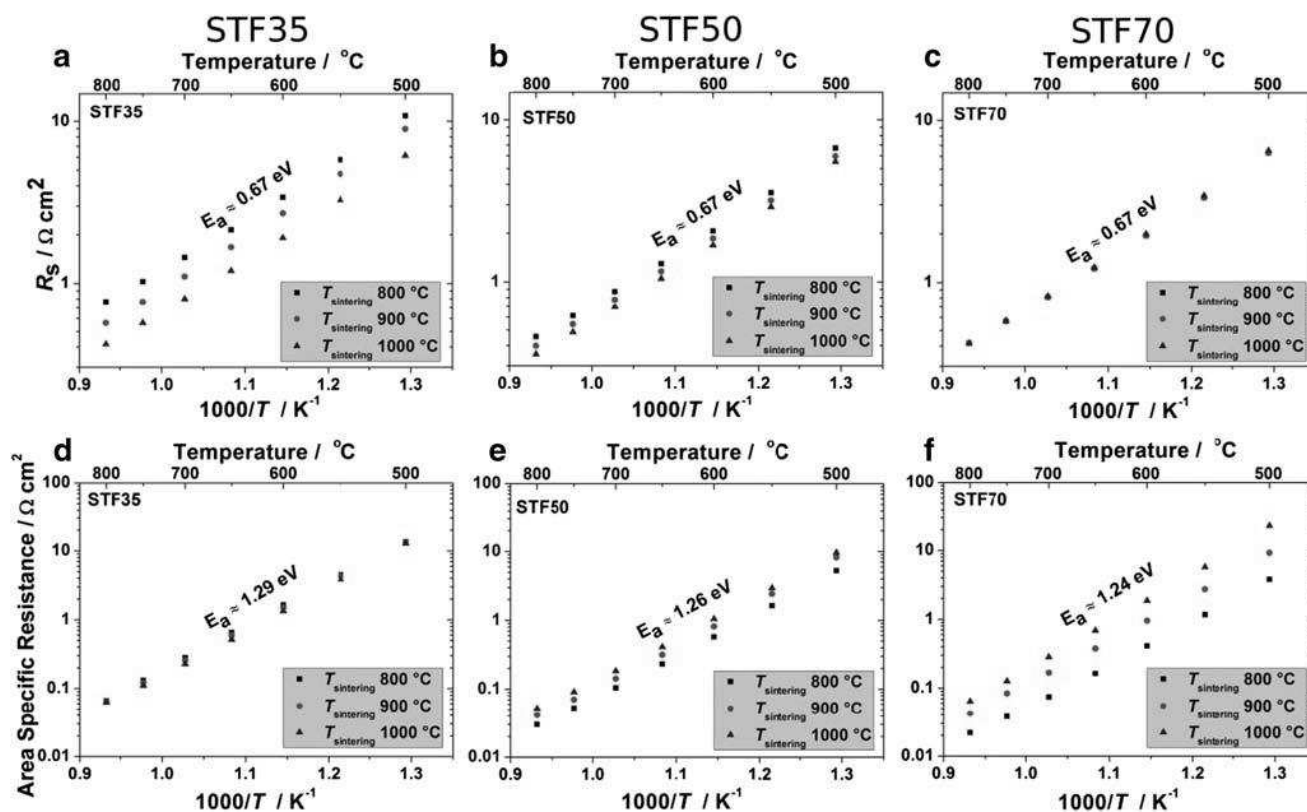 STF35 STF50 STF70
a b c
Temperature / °C Temperature / °C Temperature / °C
800 700 600 500 800 700 600 500 800 700 600 500
STF35 STF50 STF70
10 10 10
1 1 1
R_S / Ω cm²
E_a ≈ 0.67 eV E_a ≈ 0.67 eV E_a ≈ 0.67 eV
T_sintering 800 °C T_sintering 800 °C T_sintering 800 °C
T_sintering 900 °C T_sintering 900 °C T_sintering 900 °C
T_sintering 1000 °C T_sintering 1000 °C T_sintering 1000 °C
0.9 1.0 1.1 1.2 1.3 0.9 1.0 1.1 1.2 1.3 0.9 1.0 1.1 1.2 1.3
1000/T / K⁻¹ 1000/T / K⁻¹ 1000/T / K⁻¹
d e f
Temperature / °C Temperature / °C Temperature / °C
800 700 600 500 800 700 600 500 800 700 600 500
100 100 100
STF35 STF50 STF70
10 10 10
1 1 1
0.1 0.1 0.1
0.01 0.01 0.01
Area Specific Resistance / Ω cm²
E_a ≈ 1.29 eV E_a ≈ 1.26 eV E_a ≈ 1.24 eV
T_sintering 800 °C T_sintering 800 °C T_sintering 800 °C
T_sintering 900 °C T_sintering 900 °C T_sintering 900 °C
T_sintering 1000 °C T_sintering 1000 °C T_sintering 1000 °C
0.9 1.0 1.1 1.2 1.3 0.9 1.0 1.1 1.2 1.3 0.9 1.0 1.1 1.2 1.3
1000/T / K⁻¹ 1000/T / K⁻¹ 1000/T / K⁻¹